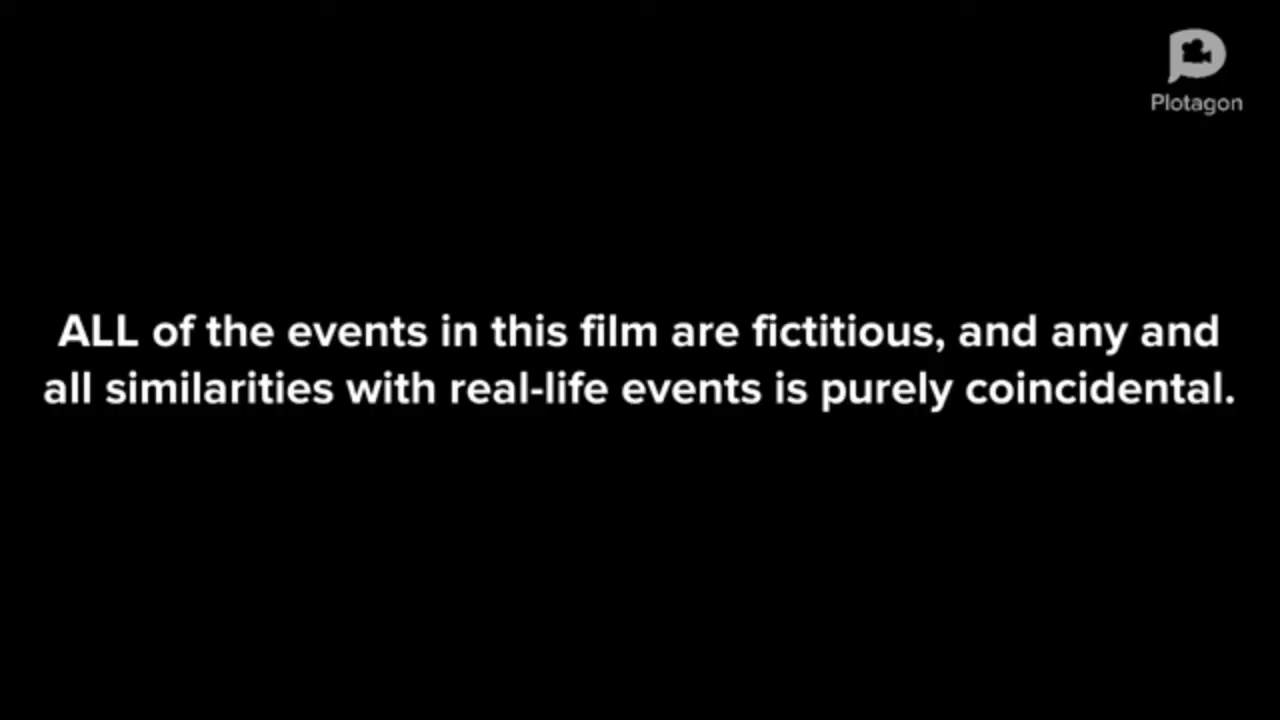 Plotagon
ALL of the events in this film are fictitious, and any and
all similarities with real-life events is purely coincidental.